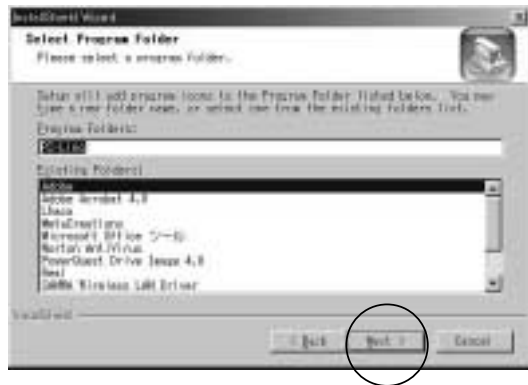 InstallShield Wizard
Select Program Folder
Please select a program folder.
Setup will add program icons to the Program Folder listed below. You may
type a new folder name, or select one from the existing folders list.
Program Folders:
Existing Folders:
Adobe
Adobe Acrobat 4.0
Lhasa
MetaCreations
Microsoft Office ツール
Norton AntiVirus
PowerQuest Drive Image 4.0
Real
Wireless LAN Driver
InstallShield
< Back
Next >
Cancel